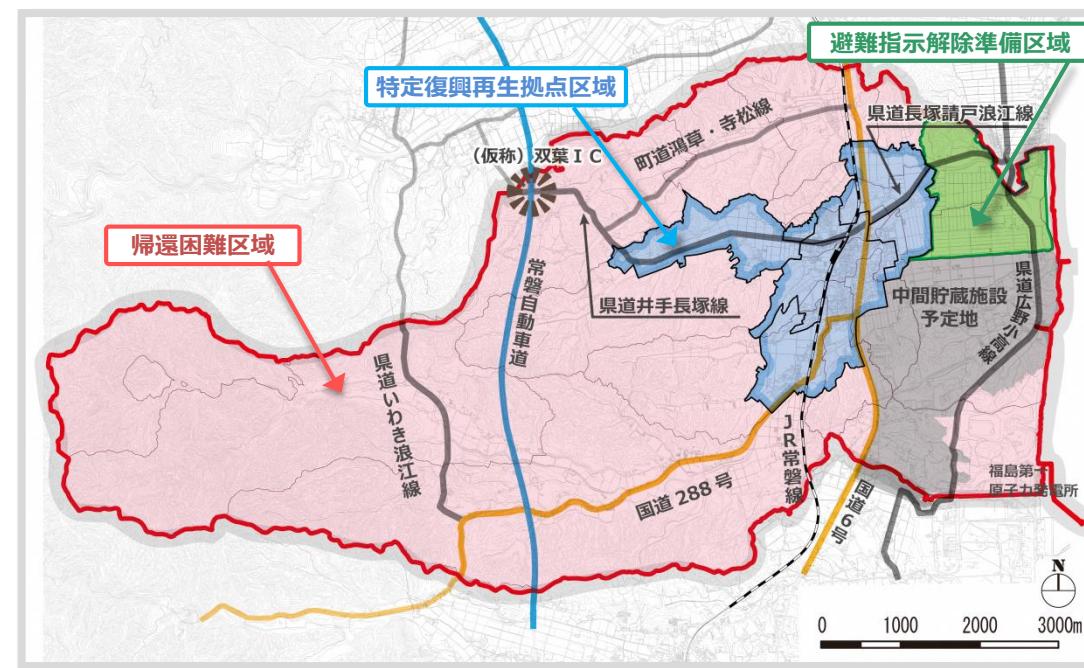 避難指示解除準備区域
特定復興再生拠点区域
県道長塚請戸浪江線
町道鴻草・寺松線
（仮称）双葉ＩＣ
帰還困難区域
常磐自動車道
県道井手長塚線
中間貯蔵施設
予定地
県道広野小高線
県道いわき浪江線
ＪＲ常磐線
国道288号
国道6号
福島第一
原子力発電所
N
0 1000 2000 3000m